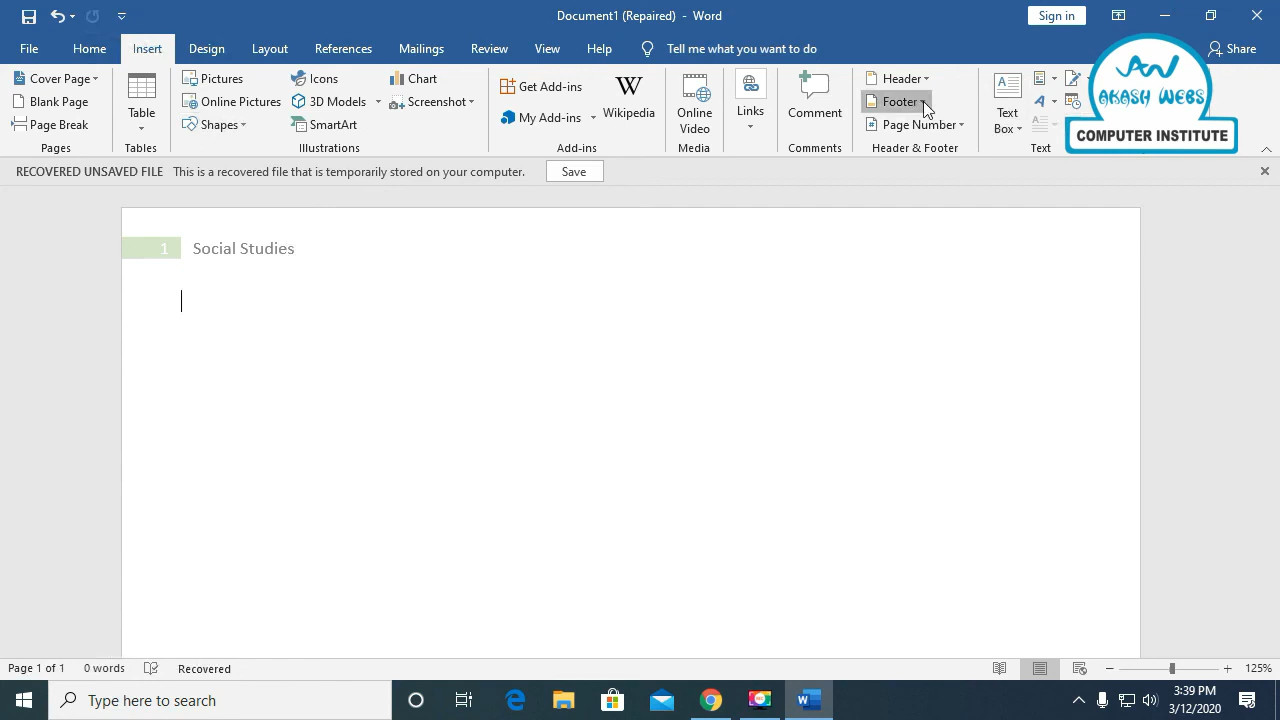 Document1 (Repaired) - Word
Sign in
File Home Insert Design Layout References Mailings Review View Help Tell me what you want to do Share
Cover Page
Blank Page
Page Break
Pages
Table
Tables
Pictures
Online Pictures
Shapes
Icons
3D Models
SmartArt
Chart
Screenshot
Illustrations
Get Add-ins
My Add-ins
W
Wikipedia
Add-ins
Online
Video
Media
Links
Comment
Comments
Header
Footer
Page Number
Header & Footer
Text
Box
Text
AKASH WEBS
COMPUTER INSTITUTE
RECOVERED UNSAVED FILE This is a recovered file that is temporarily stored on your computer. Save
1 Social Studies
Page 1 of 1 0 words Recovered 125%
Type here to search
3:39 PM
3/12/2020